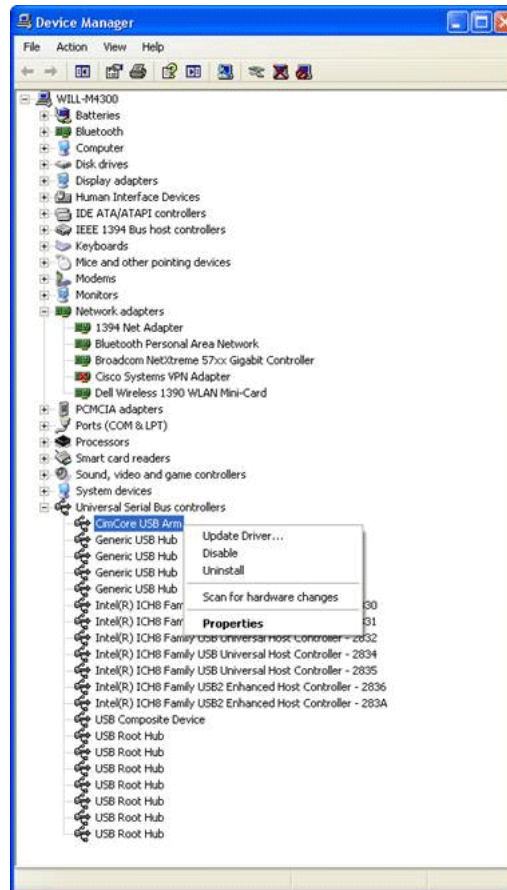 Device Manager
File Action View Help
WILL-M4300
Batteries
Bluetooth
Computer
Disk drives
Display adapters
Human Interface Devices
IDE ATA/ATAPI controllers
IEEE 1394 Bus host controllers
Keyboards
Mice and other pointing devices
Modems
Monitors
Network adapters
1394 Net Adapter
Bluetooth Personal Area Network
Broadcom NetXtreme 57xx Gigabit Controller
Cisco Systems VPN Adapter
Dell Wireless 1390 WLAN Mini-Card
PCMCIA adapters
Ports (COM & LPT)
Processors
Smart card readers
Sound, video and game controllers
System devices
Universal Serial Bus controllers
CimCore USB Arm
Generic USB Hub
Generic USB Hub
Generic USB Hub
Generic USB Hub
Intel(R) ICH8 Fam 830
Intel(R) ICH8 Fam 831
Intel(R) ICH8 Family USB Universal Host Controller - 2832
Intel(R) ICH8 Family USB Universal Host Controller - 2834
Intel(R) ICH8 Family USB Universal Host Controller - 2835
Intel(R) ICH8 Family USB2 Enhanced Host Controller - 2836
Intel(R) ICH8 Family USB2 Enhanced Host Controller - 283A
USB Composite Device
USB Root Hub
USB Root Hub
USB Root Hub
USB Root Hub
USB Root Hub
USB Root Hub
USB Root Hub
Update Driver...
Disable
Uninstall
Scan for hardware changes
Properties